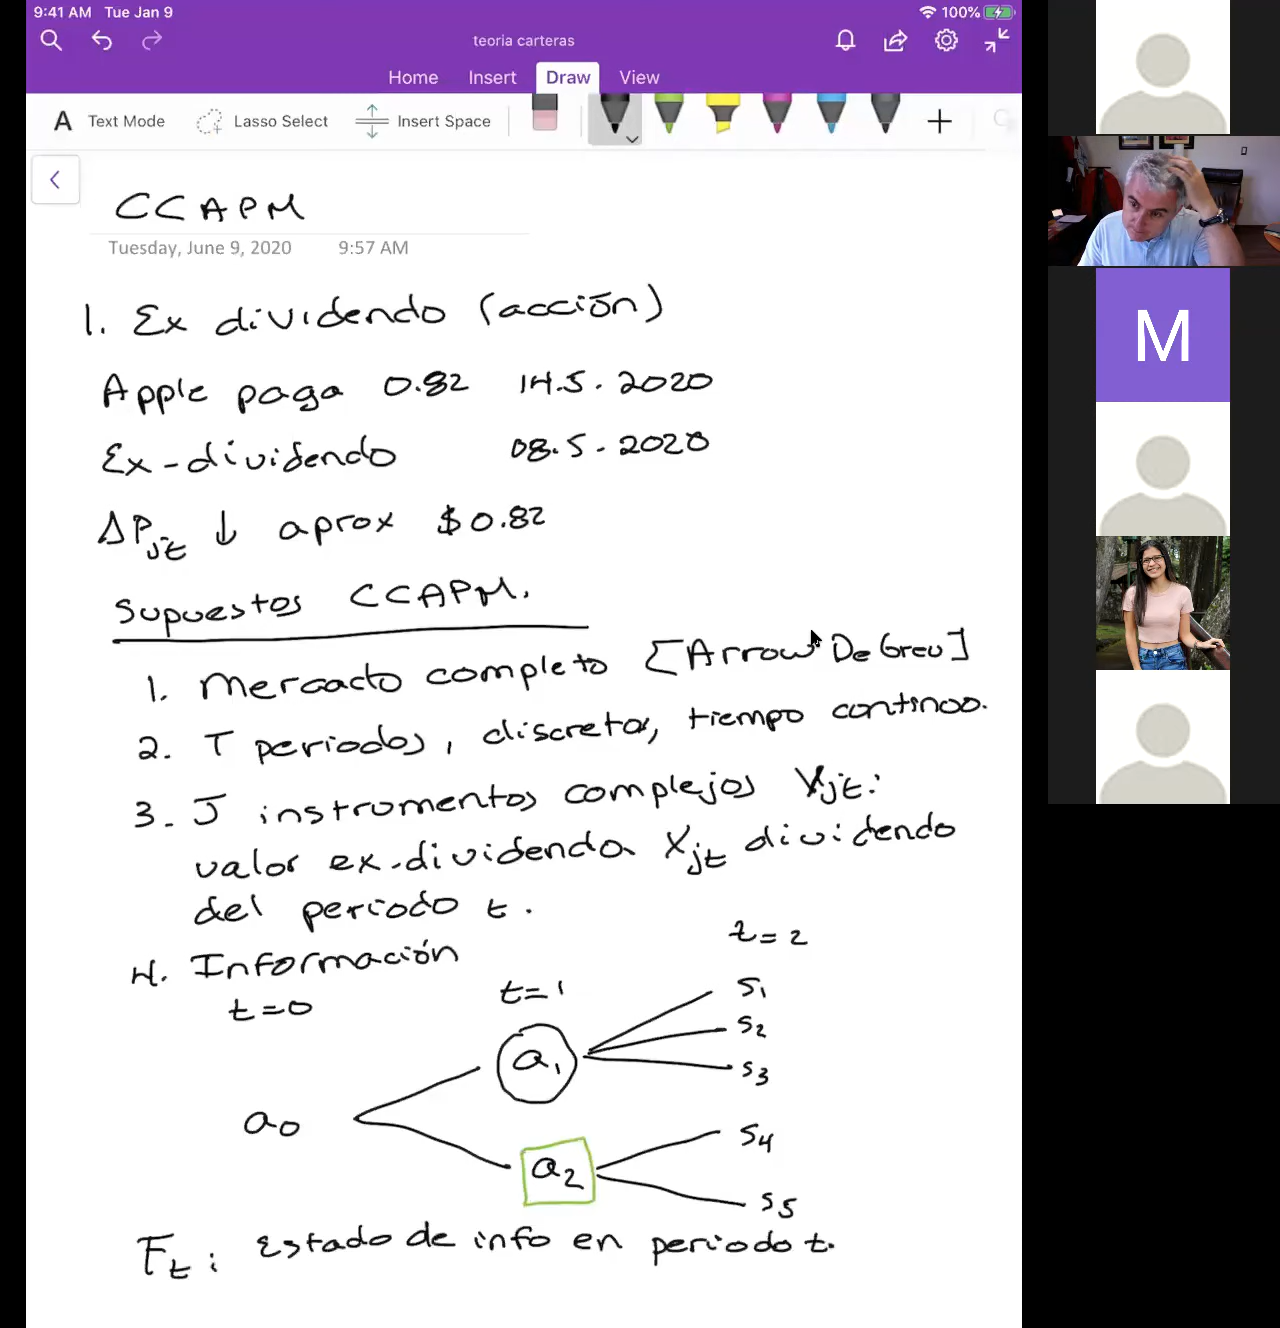 9:41 AM Tue Jan 9
100%
teoria carteras
Home Insert Draw View
A Text Mode Lasso Select Insert Space
CCAPM
Tuesday, June 9, 2020 9:57 AM
1. Ex dividendo (acción)
Apple paga 0.82 14.5.2020
Ex-dividendo 08.5-2020
ΔPjt ↓ aprox $0.82
Supuestos CCAPM.
1. Mercado completo [Arrow DeGreu]
2. T periodos, discretos, tiempo continuo.
3. J instrumentos complejos Vjt:
valor ex-dividendo Xjt dividendo
del periodo t.
4. Información
t=0 t=1 t=2
a0 a1 a2
s1
s2
s3
s4
s5
Ft: Estado de info en periodo t.
M